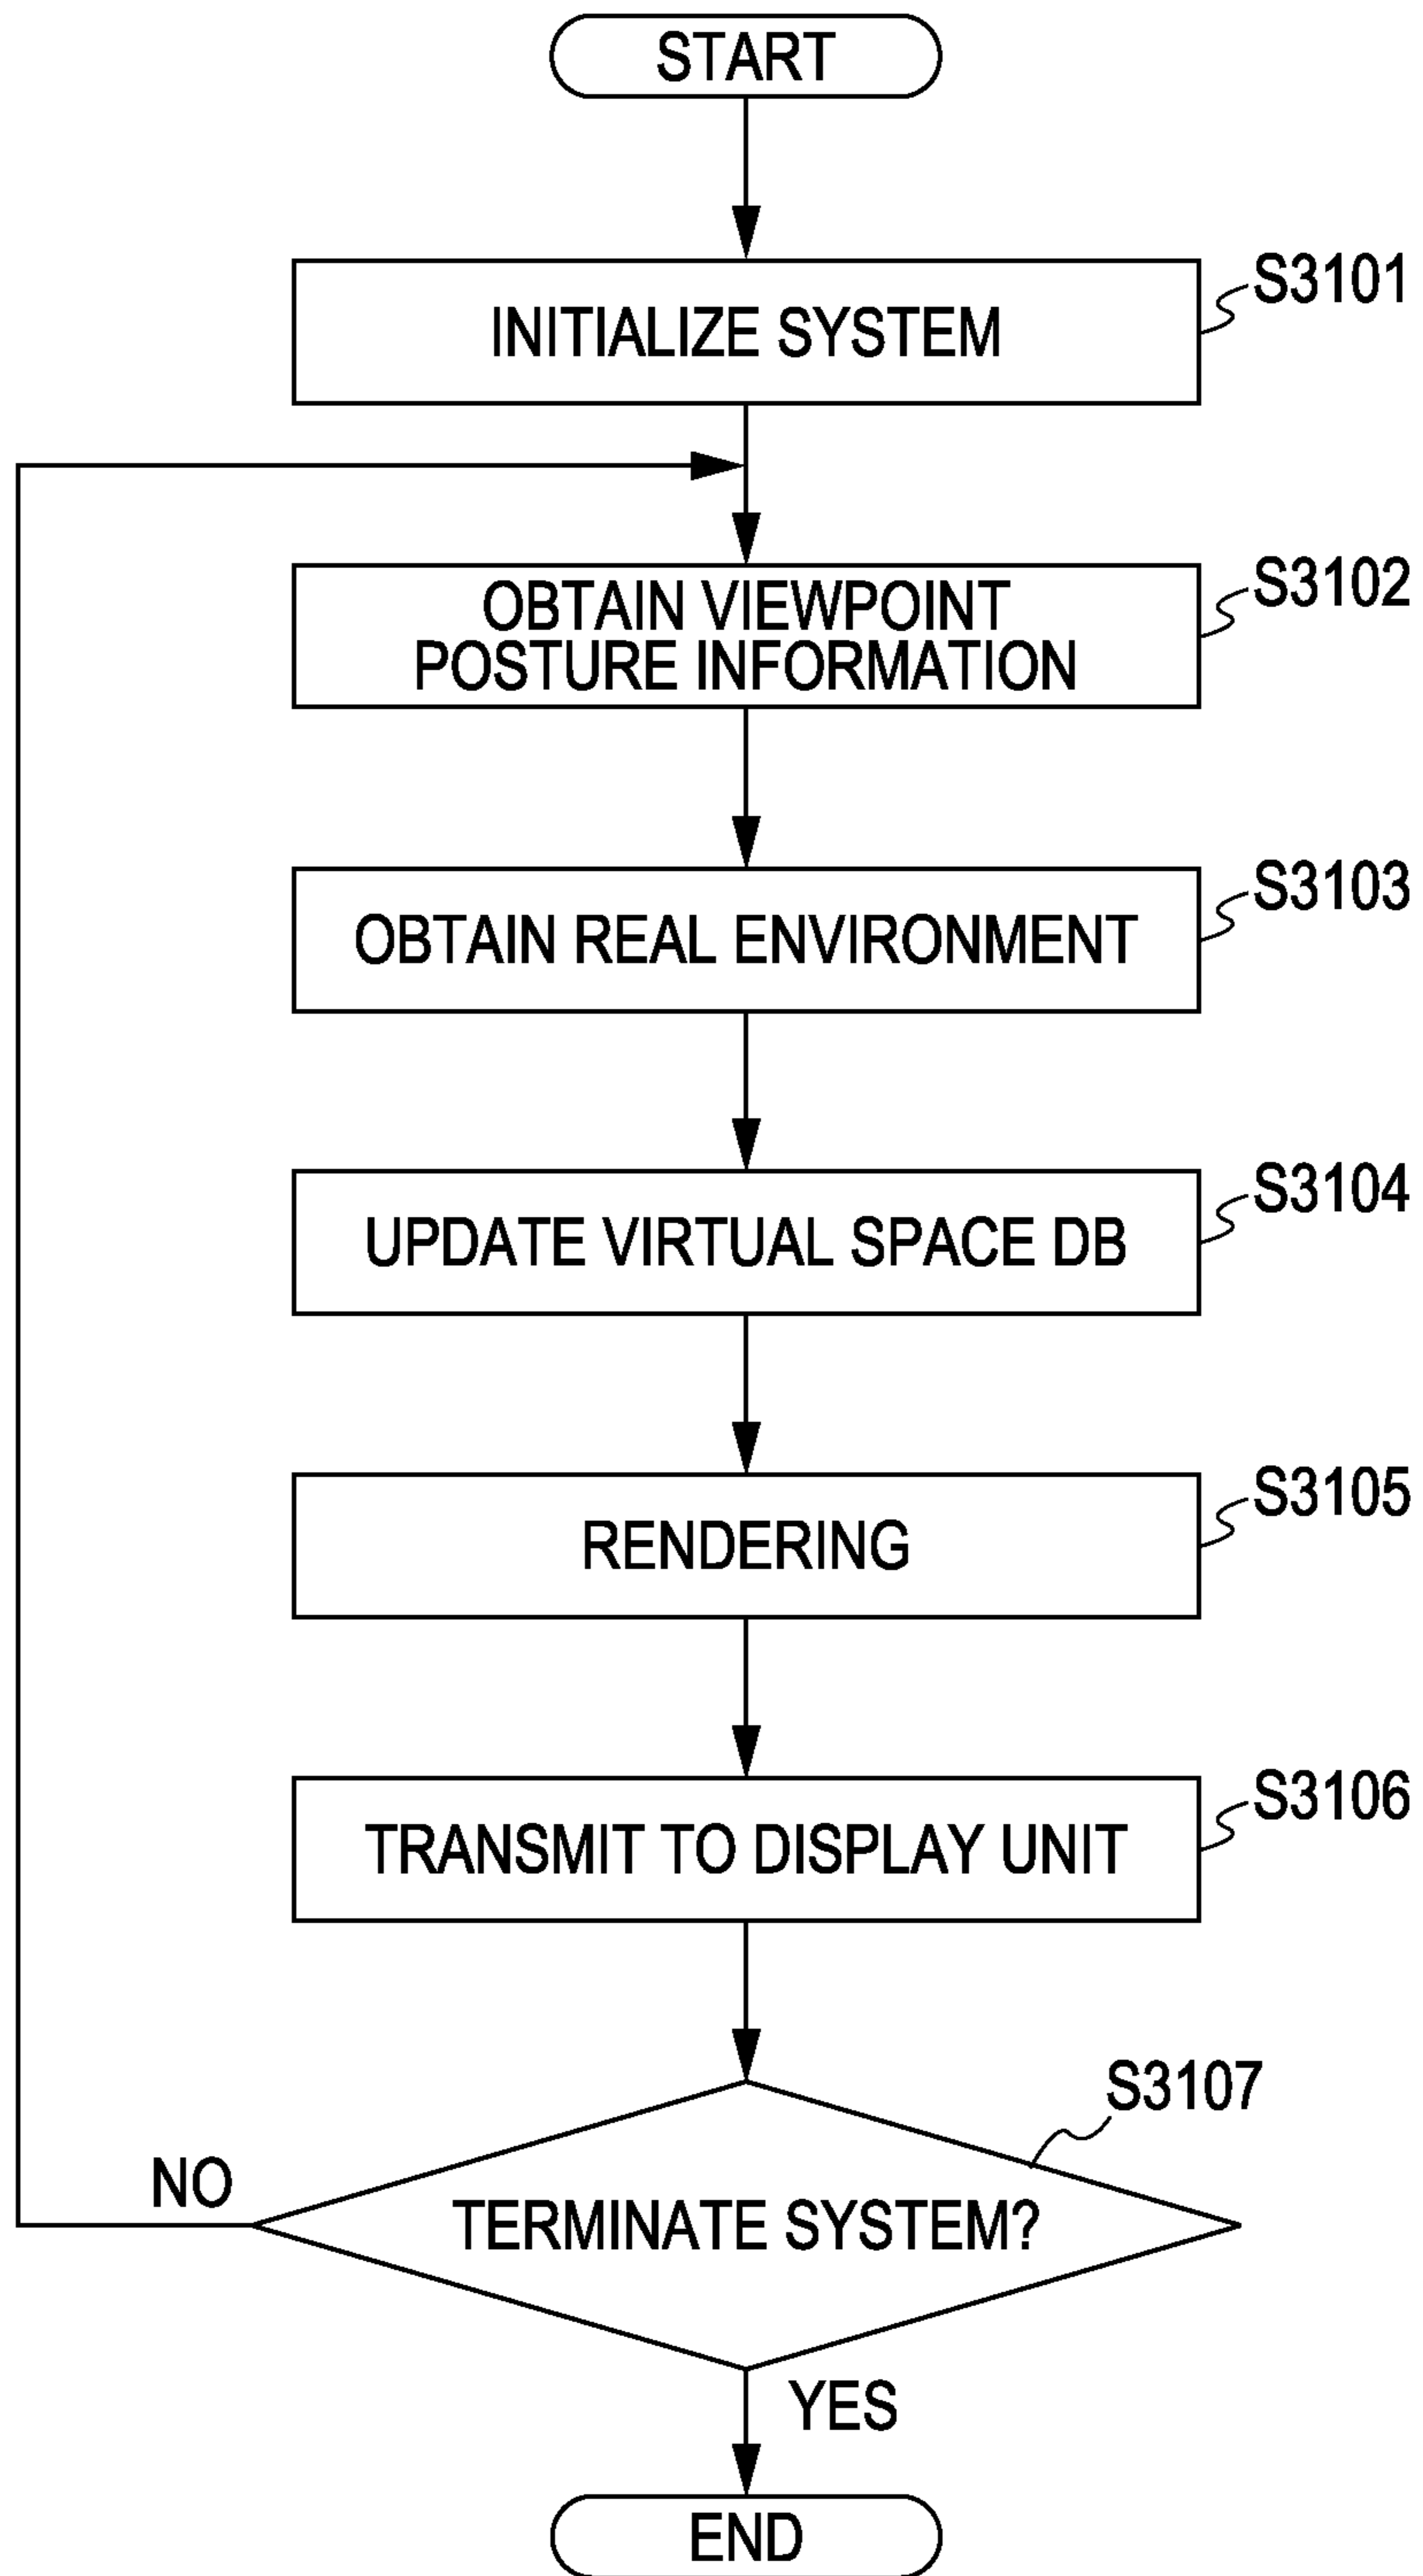 START
INITIALIZE SYSTEM
S3101
OBTAIN VIEWPOINT
POSTURE INFORMATION
S3102
OBTAIN REAL ENVIRONMENT
S3103
UPDATE VIRTUAL SPACE DB
S3104
RENDERING
S3105
TRANSMIT TO DISPLAY UNIT
S3106
S3107
TERMINATE SYSTEM?
NO
YES
END